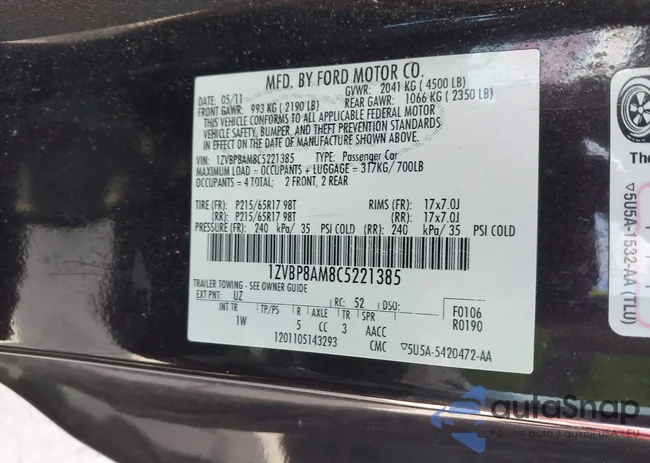 MFD. BY FORD MOTOR CO.
DATE: 05/11 GVWR: 2041 KG ( 4500 LB)
FRONT GAWR: 993 KG ( 2190 LB) REAR GAWR: 1066 KG ( 2350 LB)
THIS VEHICLE CONFORMS TO ALL APPLICABLE FEDERAL MOTOR
VEHICLE SAFETY, BUMPER, AND THEFT PREVENTION STANDARDS
IN EFFECT ON THE DATE OF MANUFACTURE SHOWN ABOVE.
VIN: 1ZVBP8AM8C5221385 TYPE: Passenger Car
MAXIMUM LOAD = OCCUPANTS + LUGGAGE = 317KG/700LB
OCCUPANTS = 4 TOTAL; 2 FRONT, 2 REAR
TIRE (FR): P215/65R17 98T RIMS (FR): 17x7.0J
(RR): P215/65R17 98T (RR): 17x7.0J
PRESSURE (FR): 240 kPa/ 35 PSI COLD (RR): 240 kPa/ 35 PSI COLD
1ZVBP8AM8C5221385
TRAILER TOWING - SEE OWNER GUIDE
EXT PNT: UZ RC: 52 DSO: F0106
TP/PS R AXLE TR SPR R0190
1W 5 CC 3 AACC
1201105143293 CMC ▼5U5A-5420472-AA
▼5U5A-1532-AA (TLU)
autoSnap
Pewne auto z aukcji USA i EU